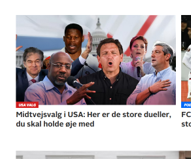 USA VALG
Midtvejsvalg i USA: Her er de store dueller,
du skal holde øje med
FC
sto